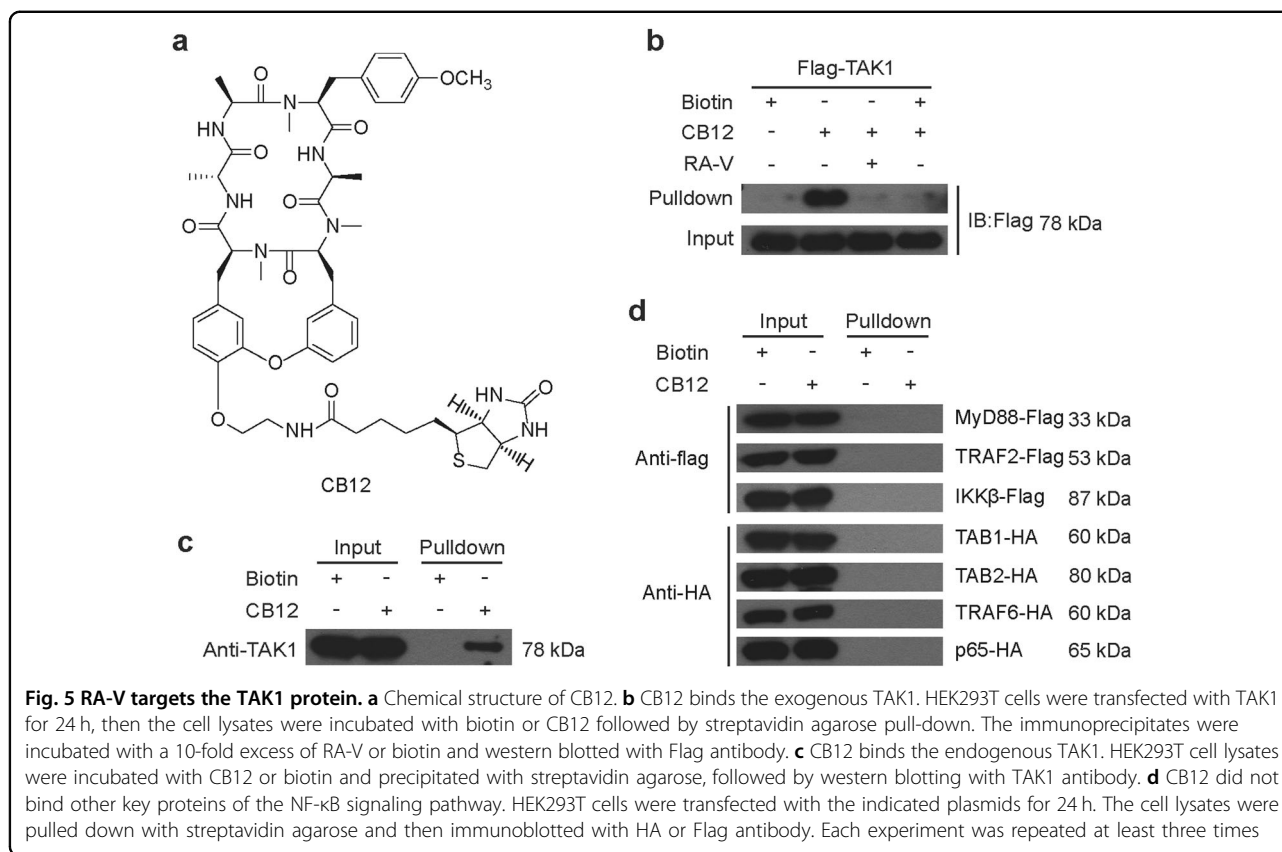 a
O
O
N
OCH3
HN
O
O
HN
NH
O
O
N
O
N
O
O
O
O
O
NH
HN
O
NH
H
H
S
CB12
b
Flag-TAK1
Biotin + - - +
CB12 - + + +
RA-V - - + -
Pulldown
Input
IB:Flag 78 kDa
c
Input Pulldown
Biotin + - + -
CB12 - + - +
Anti-TAK1 78 kDa
d
Input Pulldown
Biotin + - + -
CB12 - + - +
Anti-flag
MyD88-Flag 33 kDa
TRAF2-Flag 53 kDa
IKKβ-Flag 87 kDa
Anti-HA
TAB1-HA 60 kDa
TAB2-HA 80 kDa
TRAF6-HA 60 kDa
p65-HA 65 kDa
Fig. 5 RA-V targets the TAK1 protein. a Chemical structure of CB12. b CB12 binds the exogenous TAK1. HEK293T cells were transfected with TAK1
for 24 h, then the cell lysates were incubated with biotin or CB12 followed by streptavidin agarose pull-down. The immunoprecipitates were
incubated with a 10-fold excess of RA-V or biotin and western blotted with Flag antibody. c CB12 binds the endogenous TAK1. HEK293T cell lysates
were incubated with CB12 or biotin and precipitated with streptavidin agarose, followed by western blotting with TAK1 antibody. d CB12 did not
bind other key proteins of the NF-κB signaling pathway. HEK293T cells were transfected with the indicated plasmids for 24 h. The cell lysates were
pulled down with streptavidin agarose and then immunoblotted with HA or Flag antibody. Each experiment was repeated at least three times